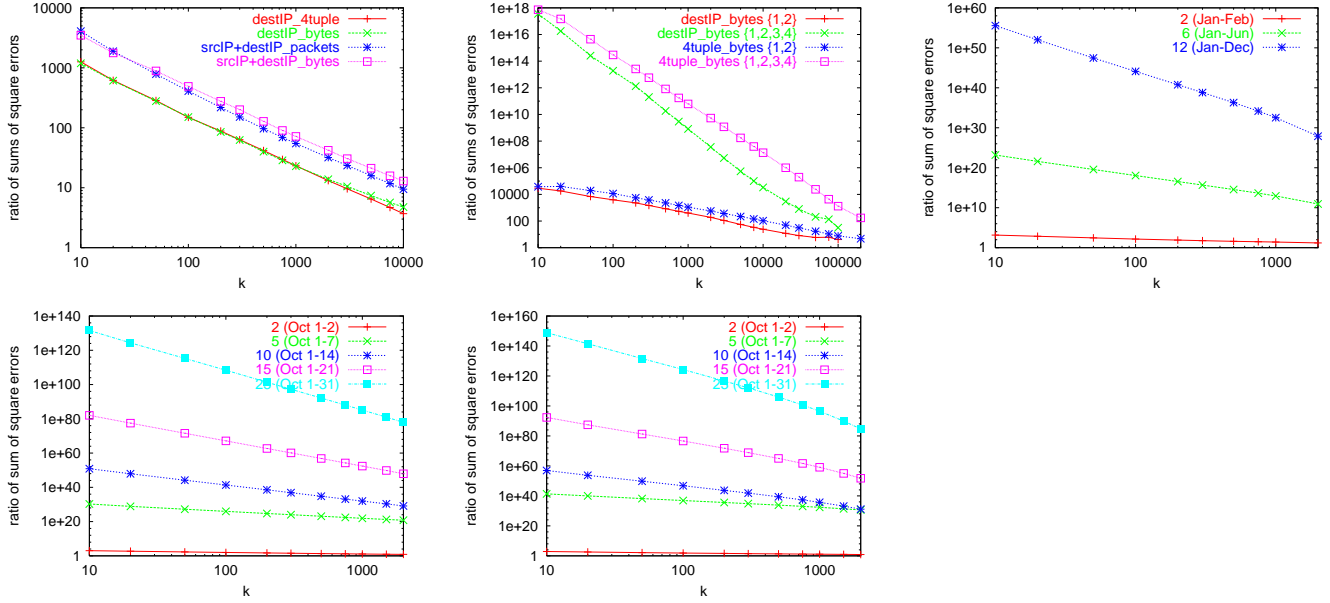 ratio of sums of square errors
10000
1000
100
10
1
10 100 1000 10000
k
destIP_4tuple
destIP_bytes
srcIP+destIP_packets
srcIP+destIP_bytes
ratio of sums of square errors
1e+18
1e+16
1e+14
1e+12
1e+10
1e+08
1e+06
10000
100
1
10 100 1000 10000 100000
k
destIP_bytes {1,2}
destIP_bytes {1,2,3,4}
4tuple_bytes {1,2}
4tuple_bytes {1,2,3,4}
ratio of sum of square errors
1e+60
1e+50
1e+40
1e+30
1e+20
1e+10
1
10 100 1000
k
2 (Jan-Feb)
6 (Jan-Jun)
12 (Jan-Dec)
ratio of sum of square errors
1e+140
1e+120
1e+100
1e+80
1e+60
1e+40
1e+20
1
10 100 1000
k
2 (Oct 1-2)
5 (Oct 1-7)
10 (Oct 1-14)
15 (Oct 1-21)
23 (Oct 1-31)
ratio of sum of square errors
1e+160
1e+140
1e+120
1e+100
1e+80
1e+60
1e+40
1e+20
1
10 100 1000
k
2 (Oct 1-2)
5 (Oct 1-7)
10 (Oct 1-14)
15 (Oct 1-21)
23 (Oct 1-31)